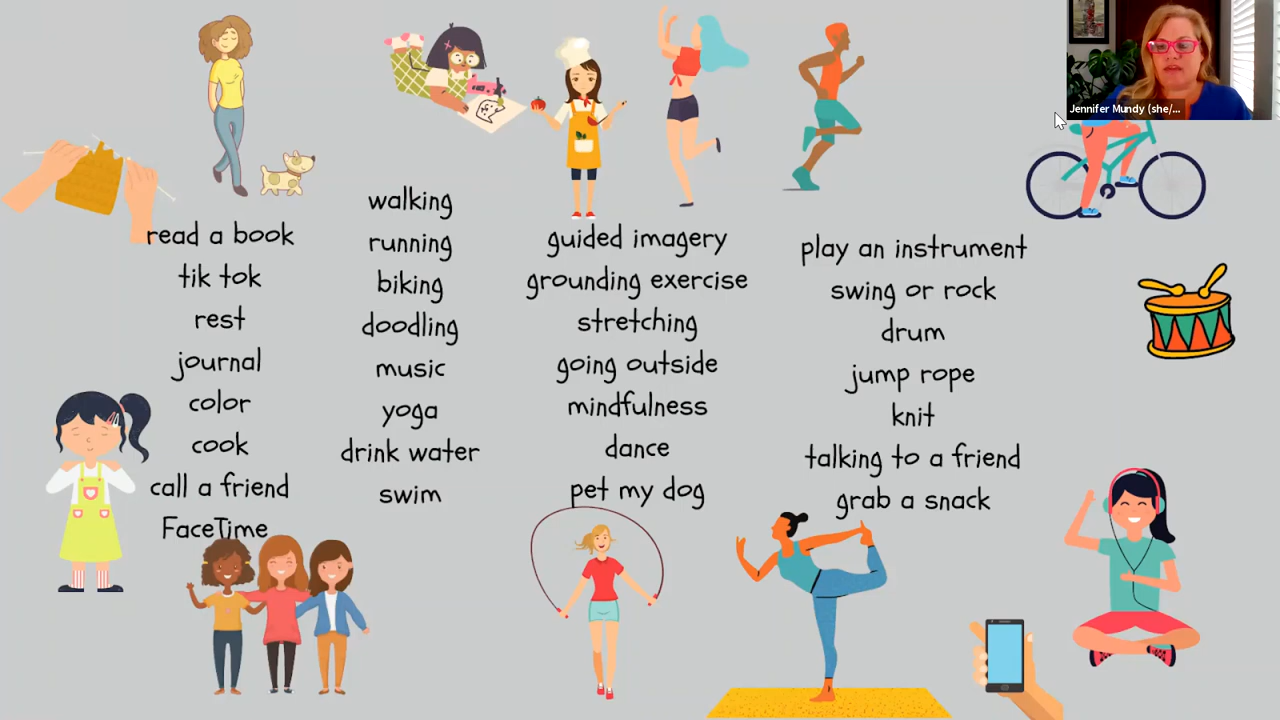 Jennifer Mundy (she/...
read a book
tik tok
rest
journal
color
cook
call a friend
FaceTime
walking
running
biking
doodling
music
yoga
drink water
swim
guided imagery
grounding exercise
stretching
going outside
mindfulness
dance
pet my dog
play an instrument
swing or rock
drum
jump rope
knit
talking to a friend
grab a snack